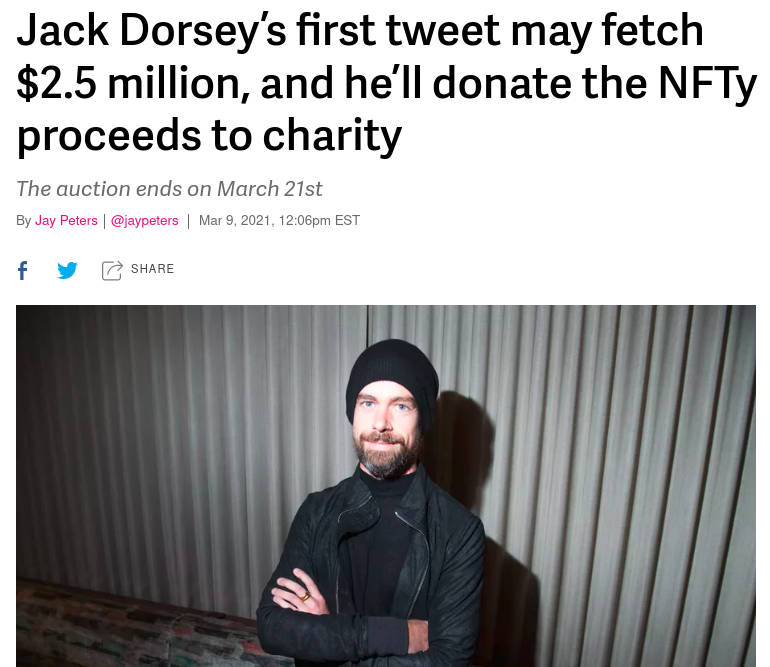 Jack Dorsey’s first tweet may fetch
$2.5 million, and he’ll donate the NFTy
proceeds to charity
The auction ends on March 21st
By Jay Peters | @jaypeters | Mar 9, 2021, 12:06pm EST
SHARE